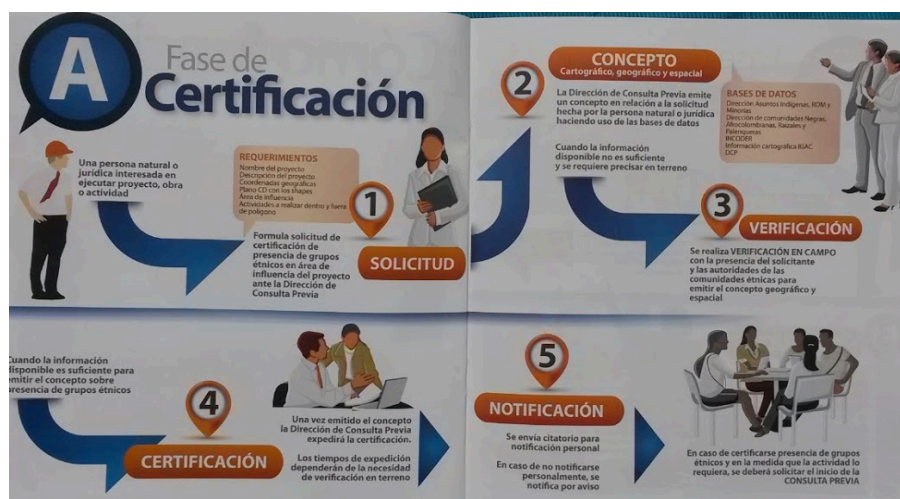 A
Fase de
Certificación
Una persona natural o
jurídica interesada en
ejecutar proyecto, obra
o actividad
REQUERIMIENTOS
Nombre del proyecto
Descripción del proyecto
Coordenadas geográficas
Plano CD con los shapes
Área de influencia
Actividades a realizar dentro y fuera
de polígono
1
SOLICITUD
Formula solicitud de
certificación de
presencia de grupos
étnicos en área de
influencia del proyecto
ante la Dirección de
Consulta Previa
2
CONCEPTO
Cartográfico, geográfico y espacial
La Dirección de Consulta Previa emite
un concepto en relación a la solicitud
hecha por la persona natural o jurídica
haciendo uso de las bases de datos
BASES DE DATOS
Dirección Asuntos Indígenas, ROM y
Minorías
Dirección de comunidades Negras,
Afrocolombianas, Raizales y
Palenqueras
INCODER
Información cartográfica IGAC
DCP
Cuando la información
disponible no es suficiente
y se requiere precisar en terreno
3
VERIFICACIÓN
Se realiza VERIFICACIÓN EN CAMPO
con la presencia del solicitante
y las autoridades de las
comunidades étnicas para
emitir el concepto geográfico y
espacial
Cuando la información
disponible es suficiente para
emitir el concepto sobre
presencia de grupos étnicos
4
CERTIFICACIÓN
Una vez emitido el concepto
la Dirección de Consulta Previa
expedirá la certificación.
Los tiempos de expedición
dependerán de la necesidad
de verificación en terreno
5
NOTIFICACIÓN
Se envía citatorio para
notificación personal
En caso de no notificarse
personalmente, se
notifica por aviso
En caso de certificarse presencia de grupos
étnicos y en la medida que la actividad lo
requiera, se deberá solicitar el inicio de la
CONSULTA PREVIA